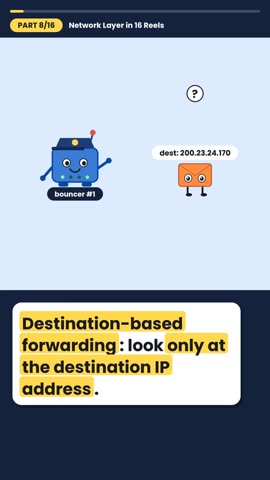 PART 8/16 Network Layer in 16 Reels
?
dest: 200.23.24.170
bouncer #1
Destination-based
forwarding: look only at
the destination IP
address.